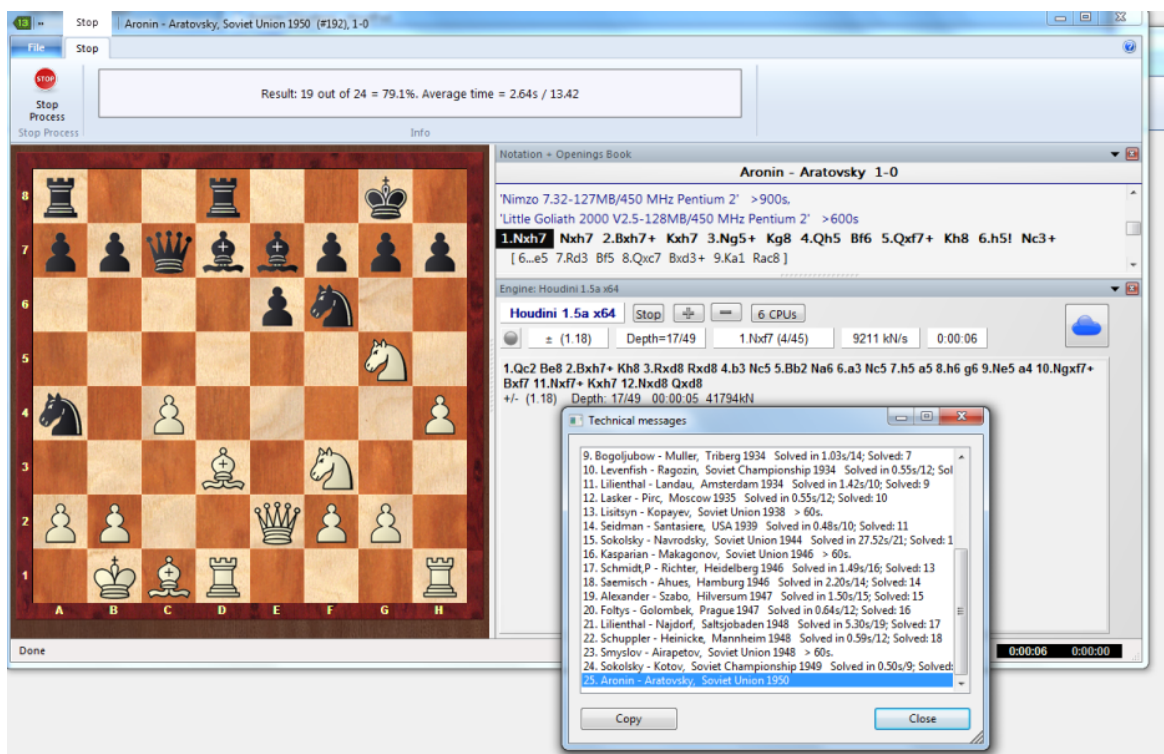 13 Stop Aronin - Aratovsky, Soviet Union 1950 (#192), 1-0
File Stop
STOP
Stop
Process
Result: 19 out of 24 = 79.1%. Average time = 2.64s / 13.42
Stop Process Info
Notation + Openings Book
Aronin - Aratovsky 1-0
'Nimzo 7.32-127MB/450 MHz Pentium 2' >900s,
'Little Goliath 2000 V2.5-128MB/450 MHz Pentium 2' >600s
1.Nxh7 Nxh7 2.Bxh7+ Kxh7 3.Ng5+ Kg8 4.Qh5 Bf6 5.Qxf7+ Kh8 6.h5! Nc3+
[ 6...e5 7.Rd3 Bf5 8.Qxc7 Bxd3+ 9.Ka1 Rac8 ]
Engine: Houdini 1.5a x64
Houdini 1.5a x64 Stop 6 CPUs
± (1.18) Depth=17/49 1.Nxf7 (4/45) 9211 kN/s 0:00:06
1.Qc2 Be8 2.Bxh7+ Kh8 3.Rxd8 Rxd8 4.b3 Nc5 5.Bb2 Na6 6.a3 Nc5 7.h5 a5 8.h6 g6 9.Ne5 a4 10.Ngxf7+
Bxf7 11.Nxf7+ Kxh7 12.Nxd8 Qxd8
+/- (1.18) Depth: 17/49 00:00:05 41794kN
8
7
6
5
4
3
2
1
A B C D E F G H
Technical messages
9. Bogoljubow - Muller, Triberg 1934 Solved in 1.03s/14; Solved: 7
10. Levenfish - Ragozin, Soviet Championship 1934 Solved in 0.55s/12; Sol
11. Lilienthal - Landau, Amsterdam 1934 Solved in 1.42s/10; Solved: 9
12. Lasker - Pirc, Moscow 1935 Solved in 0.55s/12; Solved: 10
13. Lisitsyn - Kopayev, Soviet Union 1938 > 60s.
14. Seidman - Santasiere, USA 1939 Solved in 0.48s/10; Solved: 11
15. Sokolsky - Navrodsky, Soviet Union 1944 Solved in 27.52s/21; Solved: 1
16. Kasparian - Makagonov, Soviet Union 1946 > 60s.
17. Schmidt,P - Richter, Heidelberg 1946 Solved in 1.49s/16; Solved: 13
18. Saemisch - Ahues, Hamburg 1946 Solved in 2.20s/14; Solved: 14
19. Alexander - Szabo, Hilversum 1947 Solved in 1.50s/15; Solved: 15
20. Foltys - Golombek, Prague 1947 Solved in 0.64s/12; Solved: 16
21. Lilienthal - Najdorf, Saltsjobaden 1948 Solved in 5.30s/19; Solved: 17
22. Schuppler - Heinicke, Mannheim 1948 Solved in 0.59s/12; Solved: 18
23. Smyslov - Airapetov, Soviet Union 1948 > 60s.
24. Sokolsky - Kotov, Soviet Championship 1949 Solved in 0.50s/9; Solved:
25. Aronin - Aratovsky, Soviet Union 1950
Copy Close
Done 0:00:06 0:00:00